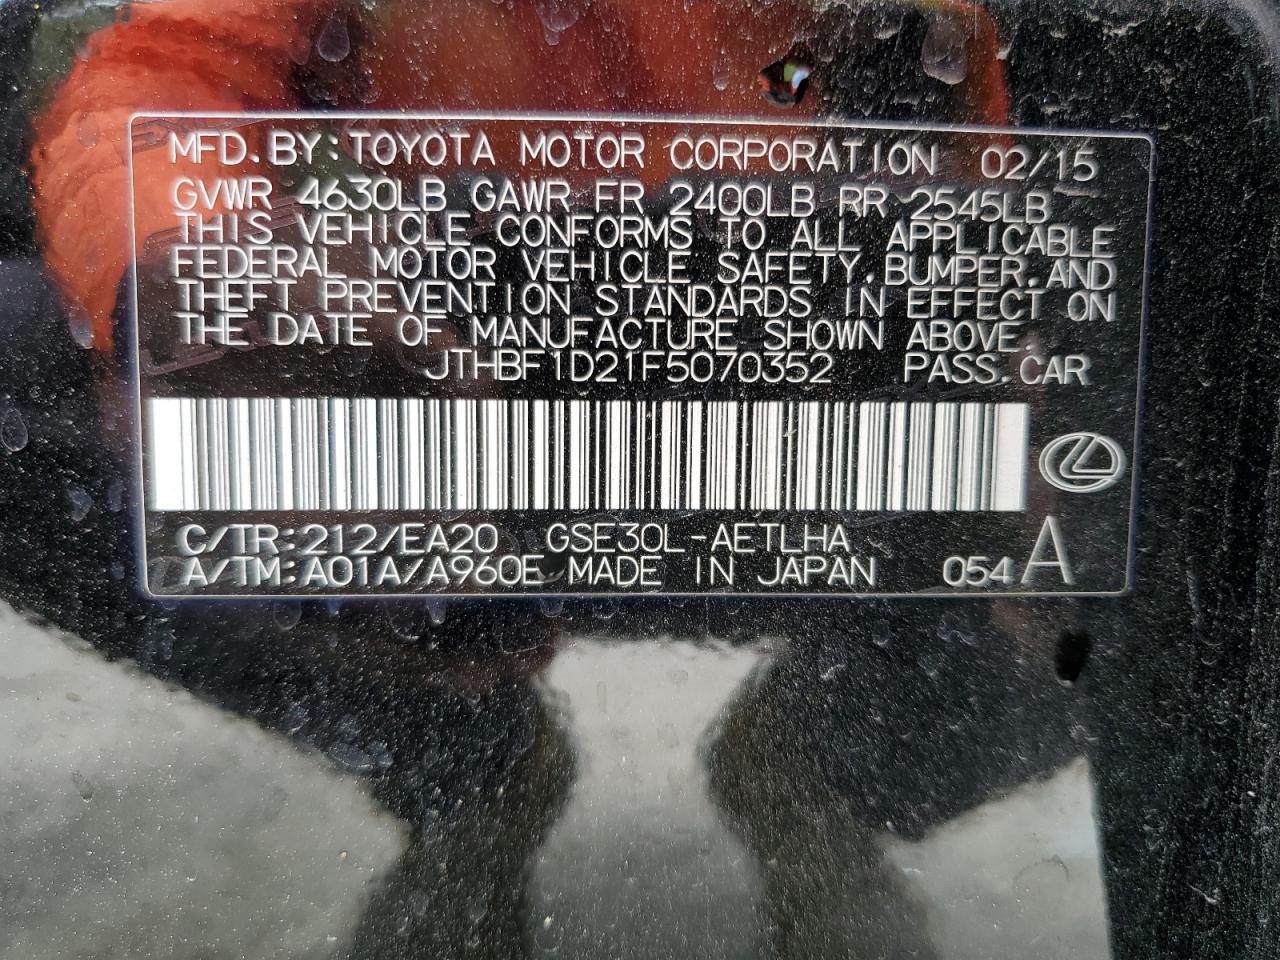 MFD. BY: TOYOTA MOTOR CORPORATION 02/15
GVWR 4630LB GAWR FR 2400LB RR 2545LB
THIS VEHICLE CONFORMS TO ALL APPLICABLE
FEDERAL MOTOR VEHICLE SAFETY, BUMPER, AND
THEFT PREVENTION STANDARDS IN EFFECT ON
THE DATE OF MANUFACTURE SHOWN ABOVE.
JTHBF1D21F5070352 PASS. CAR
C/TR: 212/EA20 GSE30L-AETLHA
A/TM: A01A/A960E MADE IN JAPAN 054 A